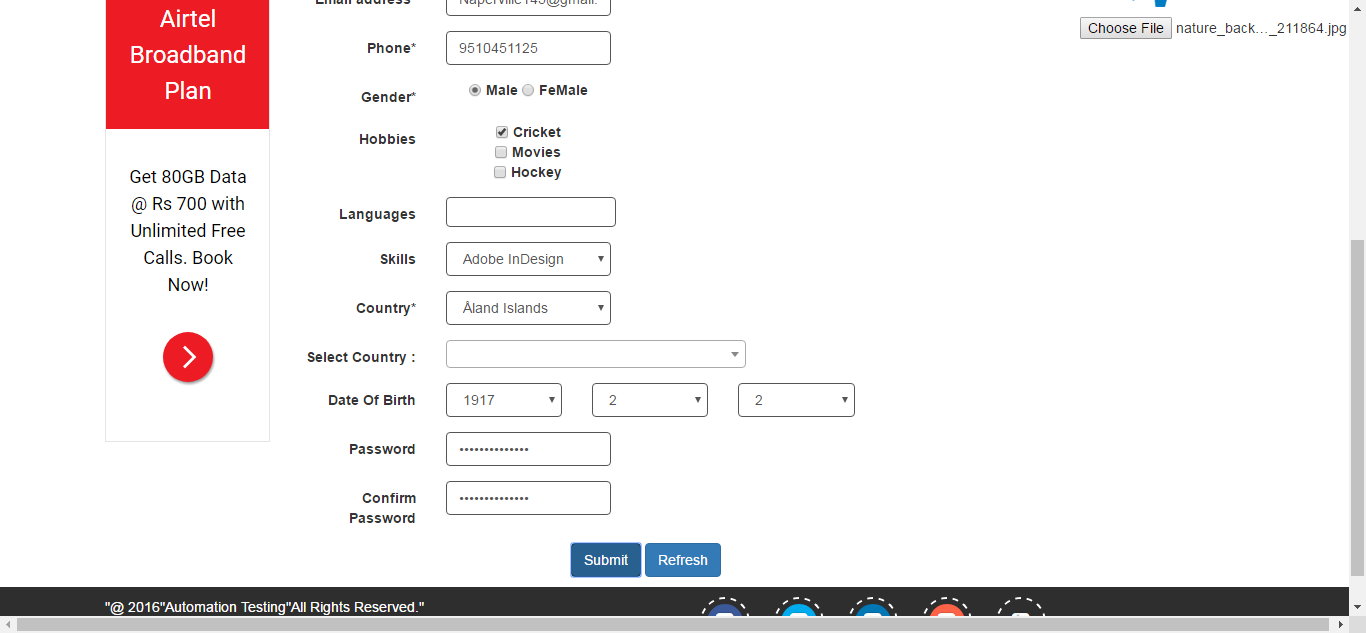 Airtel
Broadband
Plan
Get 80GB Data
@ Rs 700 with
Unlimited Free
Calls. Book
Now!
Email address
Phone* 9510451125
Gender* Male FeMale
Hobbies Cricket
Movies
Hockey
Languages
Skills Adobe InDesign
Country* Åland Islands
Select Country :
Date Of Birth 1917 2 2
Password ••••••••••••••
Confirm
Password ••••••••••••••
Submit Refresh
Choose File nature_back…_211864.jpg
"@ 2016"Automation Testing"All Rights Reserved."